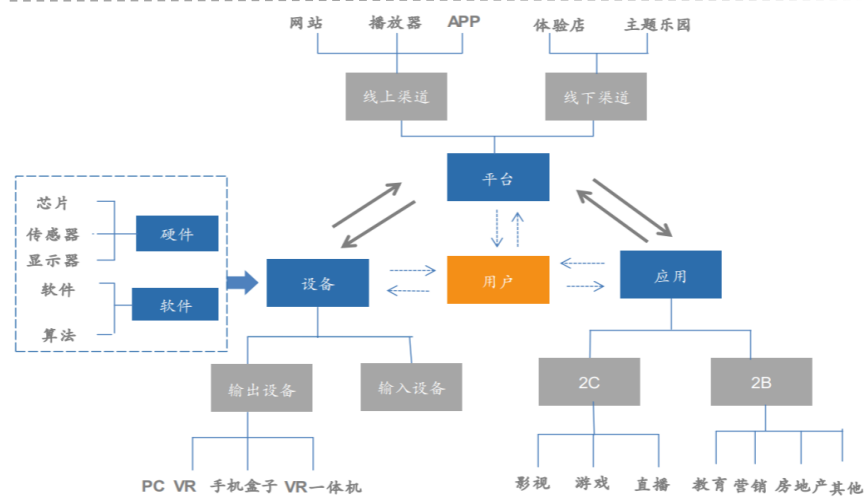 网站 播放器 APP 体验店 主题乐园
线上渠道 线下渠道
平台
芯片
硬件
传感器
显示器
软件
软件
算法
设备 用户 应用
输出设备 输入设备 2C 2B
PC VR 手机盒子 VR一体机 影视 游戏 直播 教育 营销 房地产 其他